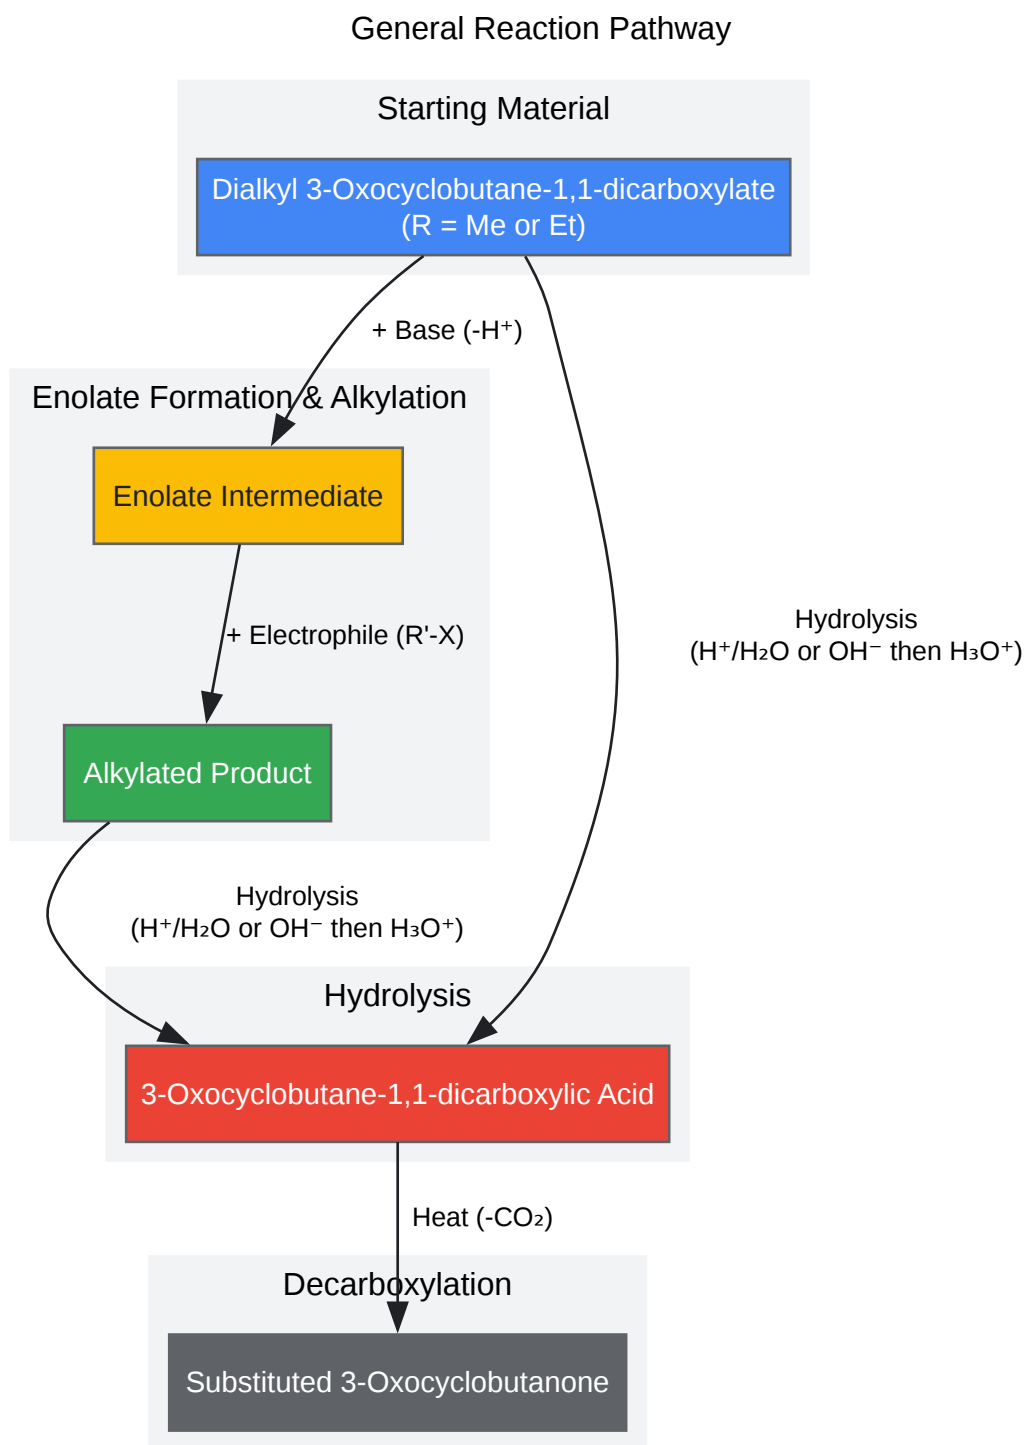 General Reaction Pathway
Starting Material
Dialkyl 3-Oxocyclobutane-1,1-dicarboxylate
(R = Me or Et)
+ Base (-H⁺)
Enolate Formation & Alkylation
Enolate Intermediate
+ Electrophile (R'-X)
Hydrolysis
(H⁺/H₂O or OH⁻ then H₃O⁺)
Alkylated Product
Hydrolysis
(H⁺/H₂O or OH⁻ then H₃O⁺)
Hydrolysis
3-Oxocyclobutane-1,1-dicarboxylic Acid
Heat (-CO₂)
Decarboxylation
Substituted 3-Oxocyclobutanone